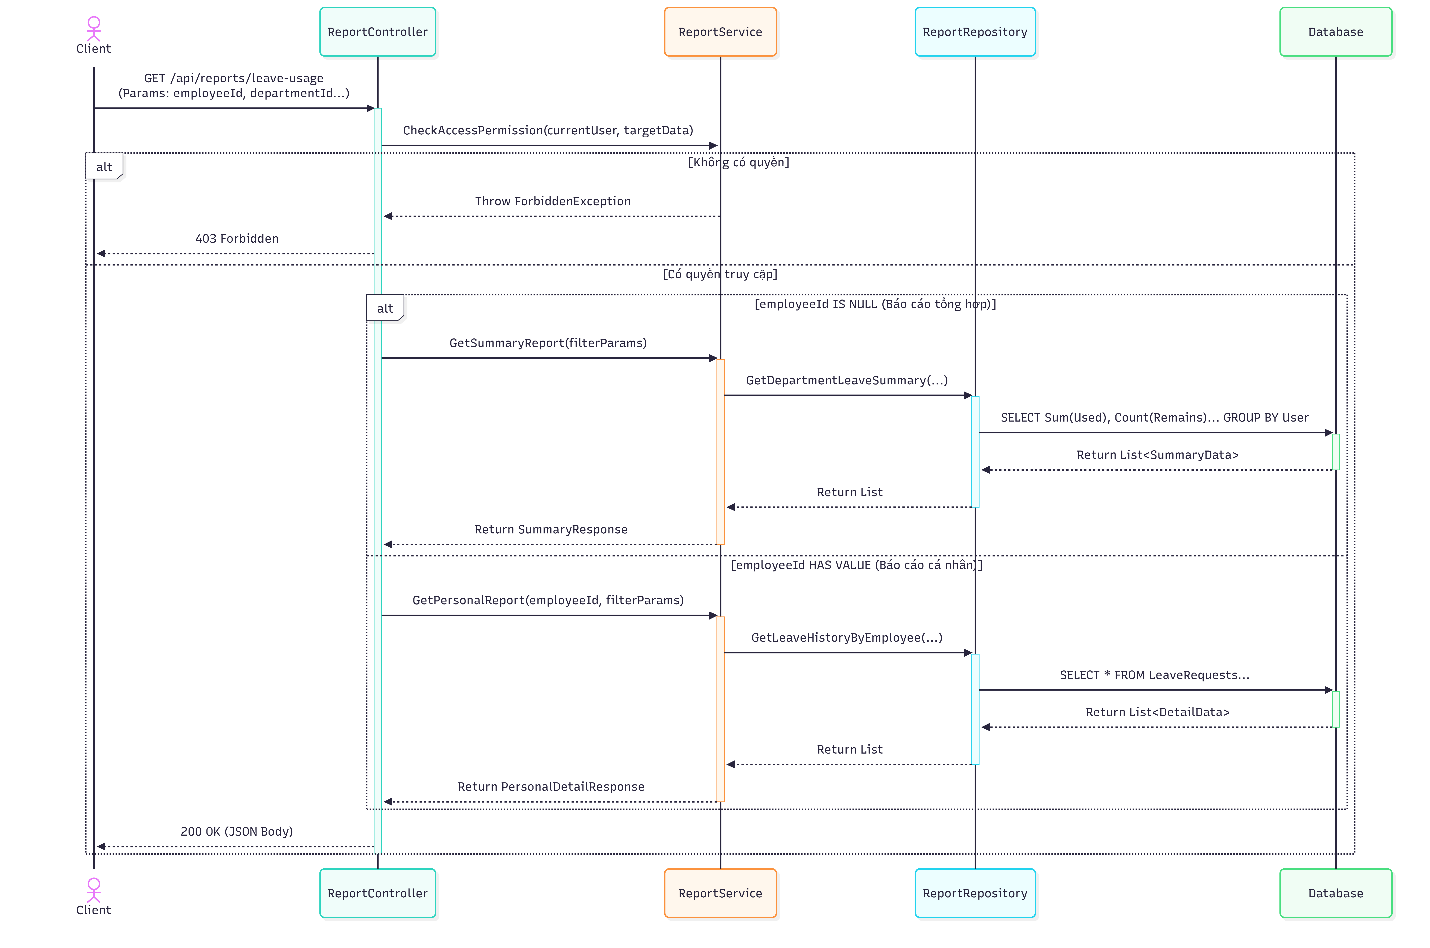 Client
ReportController
ReportService
ReportRepository
Database
GET /api/reports/leave-usage
(Params: employeeId, departmentId...)
CheckAccessPermission(currentUser, targetData)
alt
[Không có quyền]
Throw ForbiddenException
403 Forbidden
[Có quyền truy cập]
alt
[employeeId IS NULL (Báo cáo tổng hợp)]
GetSummaryReport(filterParams)
GetDepartmentLeaveSummary(...)
SELECT Sum(Used), Count(Remains)... GROUP BY User
Return List<SummaryData>
Return List
Return SummaryResponse
[employeeId HAS VALUE (Báo cáo cá nhân)]
GetPersonalReport(employeeId, filterParams)
GetLeaveHistoryByEmployee(...)
SELECT * FROM LeaveRequests...
Return List<DetailData>
Return List
Return PersonalDetailResponse
200 OK (JSON Body)
Client
ReportController
ReportService
ReportRepository
Database